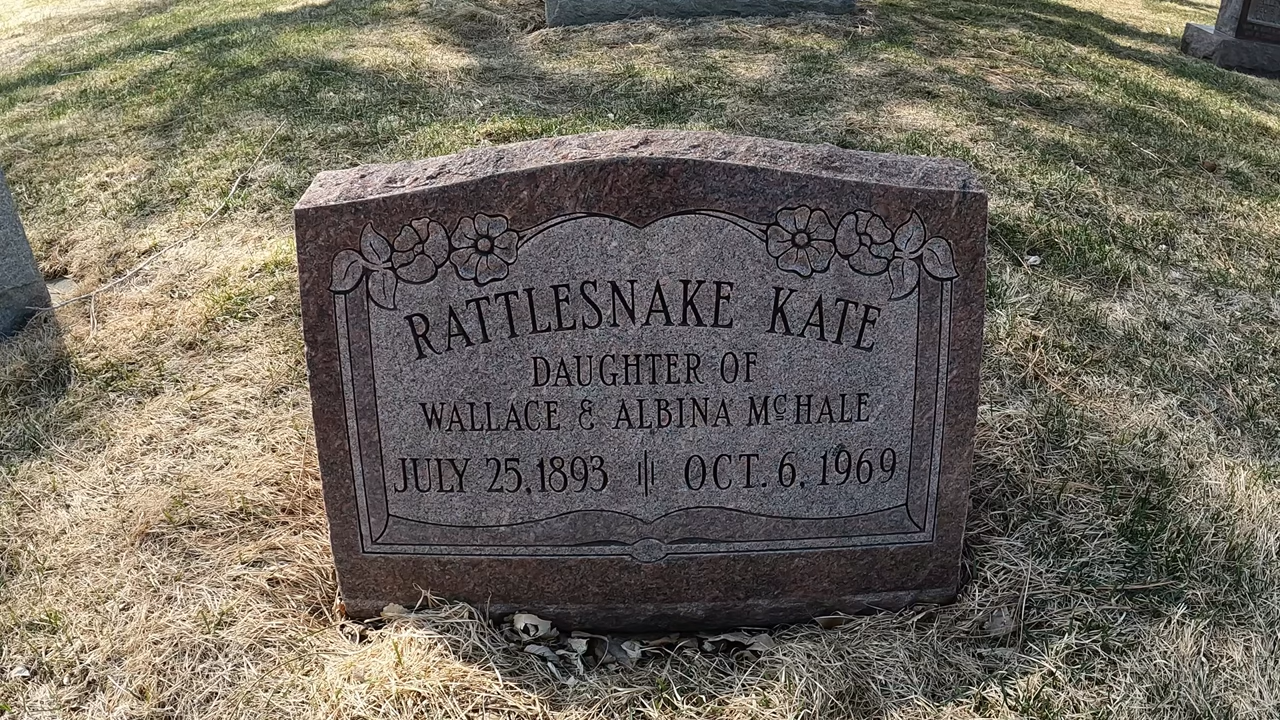 RATTLESNAKE KATE
DAUGHTER OF
WALLACE & ALBINA McHALE
JULY 25, 1893 OCT. 6, 1969